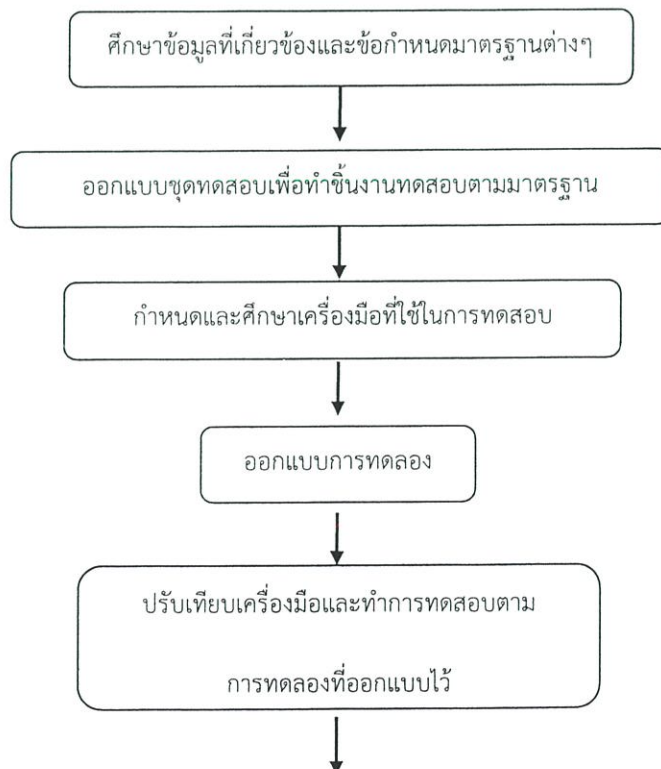 ศึกษาข้อมูลที่เกี่ยวข้องและข้อกำหนดมาตรฐานต่างๆ
ออกแบบชุดทดสอบเพื่อทำชิ้นงานทดสอบตามมาตรฐาน
กำหนดและศึกษาเครื่องมือที่ใช้ในการทดสอบ
ออกแบบการทดลอง
ปรับเทียบเครื่องมือและทำการทดสอบตาม
การทดลองที่ออกแบบไว้